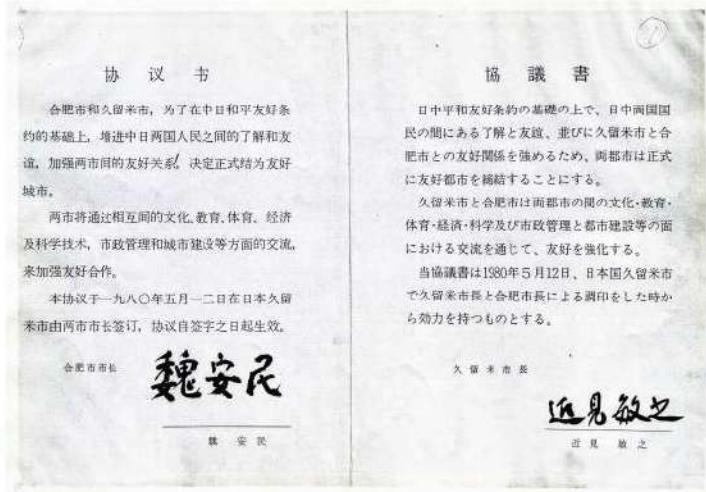 协 议 书
合肥市和久留米市，为了在中日和平友好条
约的基础上，增进中日两国人民之间的了解和友
谊，加强两市间的友好关系，决定正式结为友好
城市。
两市将通过相互间的文化、教育、体育、经济
及科学技术，市政管理和城市建设等方面的交流，
来加强友好合作。
本协议于一九八〇年五月一二日在日本久留
米市由两市市长签订，协议自签字之日起生效。
合肥市市长
魏安民
魏 安 民
協 議 書
日中平和友好条約の基礎の上で、日中両国国
民の間にある了解と友誼、並びに久留米市と合
肥市との友好関係を強めるため、両都市は正式
に友好都市を締結することにする。
久留米市と合肥市は両都市の間の文化・教育・
体育・経済・科学及び市政管理と都市建設等の面
における交流を通じて、友好を強化する。
当協議書は1980年5月12日、日本国久留米市
で久留米市長と合肥市長による調印をした時か
ら効力を持つものとする。
久 留 米 市 長
近見敏之
近 見 敏 之